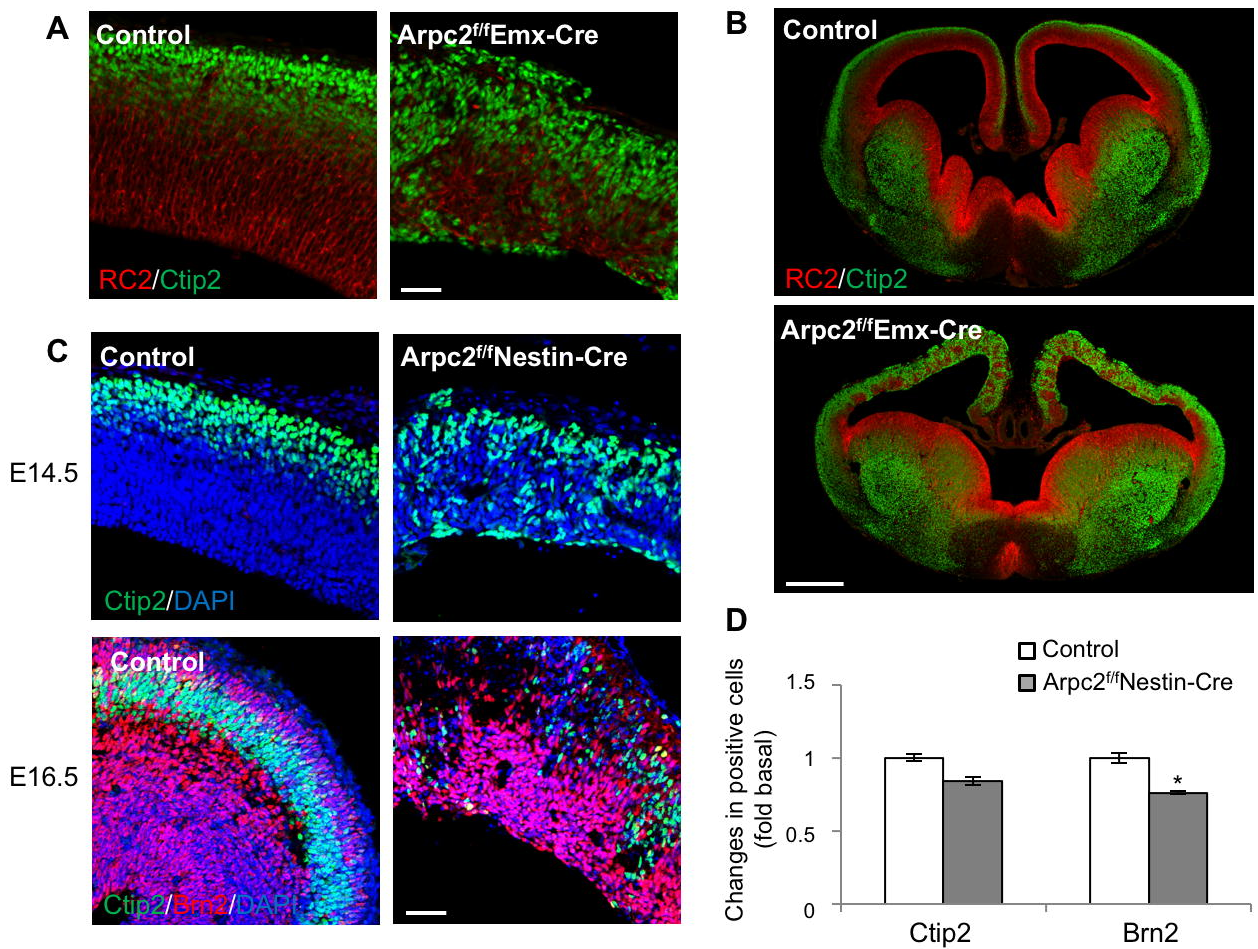 A
Control
Arpc2f/fEmx-Cre
RC2/Ctip2
B
Control
RC2/Ctip2
Arpc2f/fEmx-Cre
C
Control
Arpc2f/fNestin-Cre
E14.5
Ctip2/DAPI
Control
E16.5
Ctip2/Brn2/DAPI
D
Control
Arpc2f/fNestin-Cre
Changes in positive cells
(fold basal)
1.5
1
0.5
0
*
Ctip2
Brn2